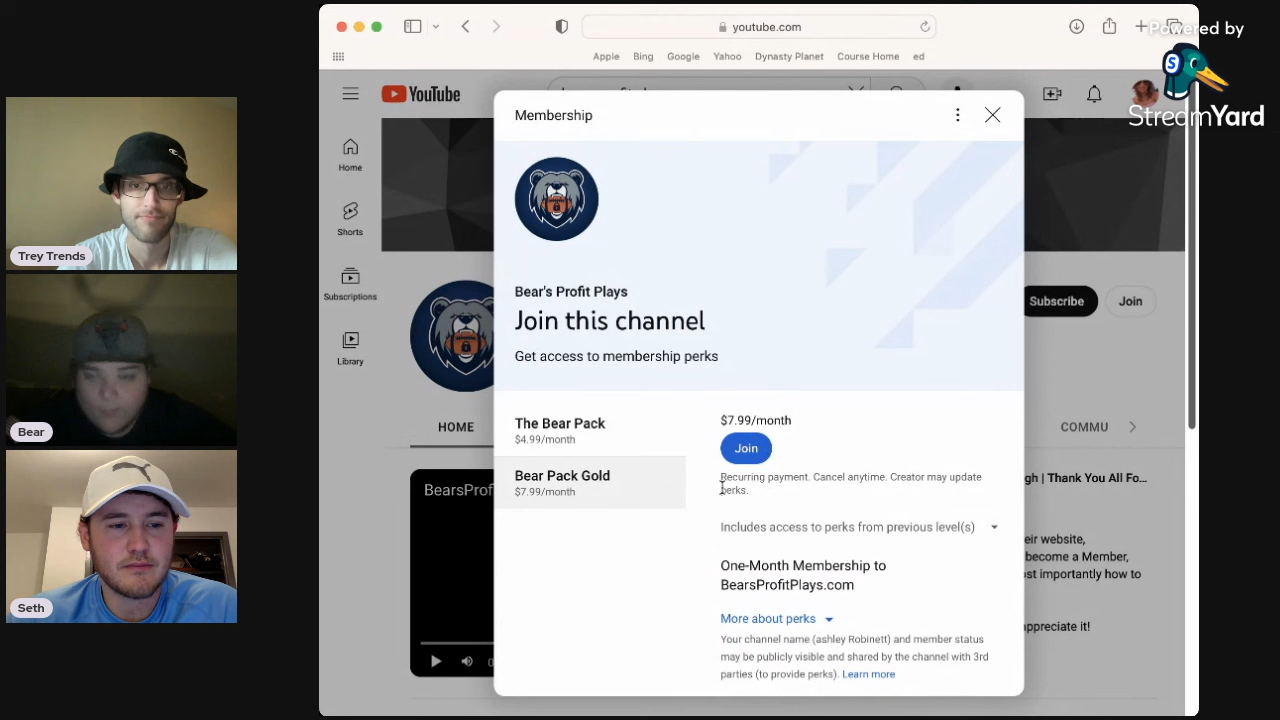 Powered by
StreamYard
Trey Trends
Bear
Seth
youtube.com
Apple
Bing
Google
Yahoo
Dynasty Planet
Course Home
ed
YouTube
Home
Shorts
Subscriptions
Library
Subscribe
Join
HOME
COMMU
BearsProf
gh | Thank You All Fo...
eir website,
become a Member,
st importantly how to
appreciate it!
Membership
Bear's Profit Plays
Join this channel
Get access to membership perks
The Bear Pack
$4.99/month
Bear Pack Gold
$7.99/month
$7.99/month
Join
Recurring payment. Cancel anytime. Creator may update
perks.
Includes access to perks from previous level(s)
One-Month Membership to
BearsProfitPlays.com
More about perks
Your channel name (ashley Robinett) and member status
may be publicly visible and shared by the channel with 3rd
parties (to provide perks). Learn more